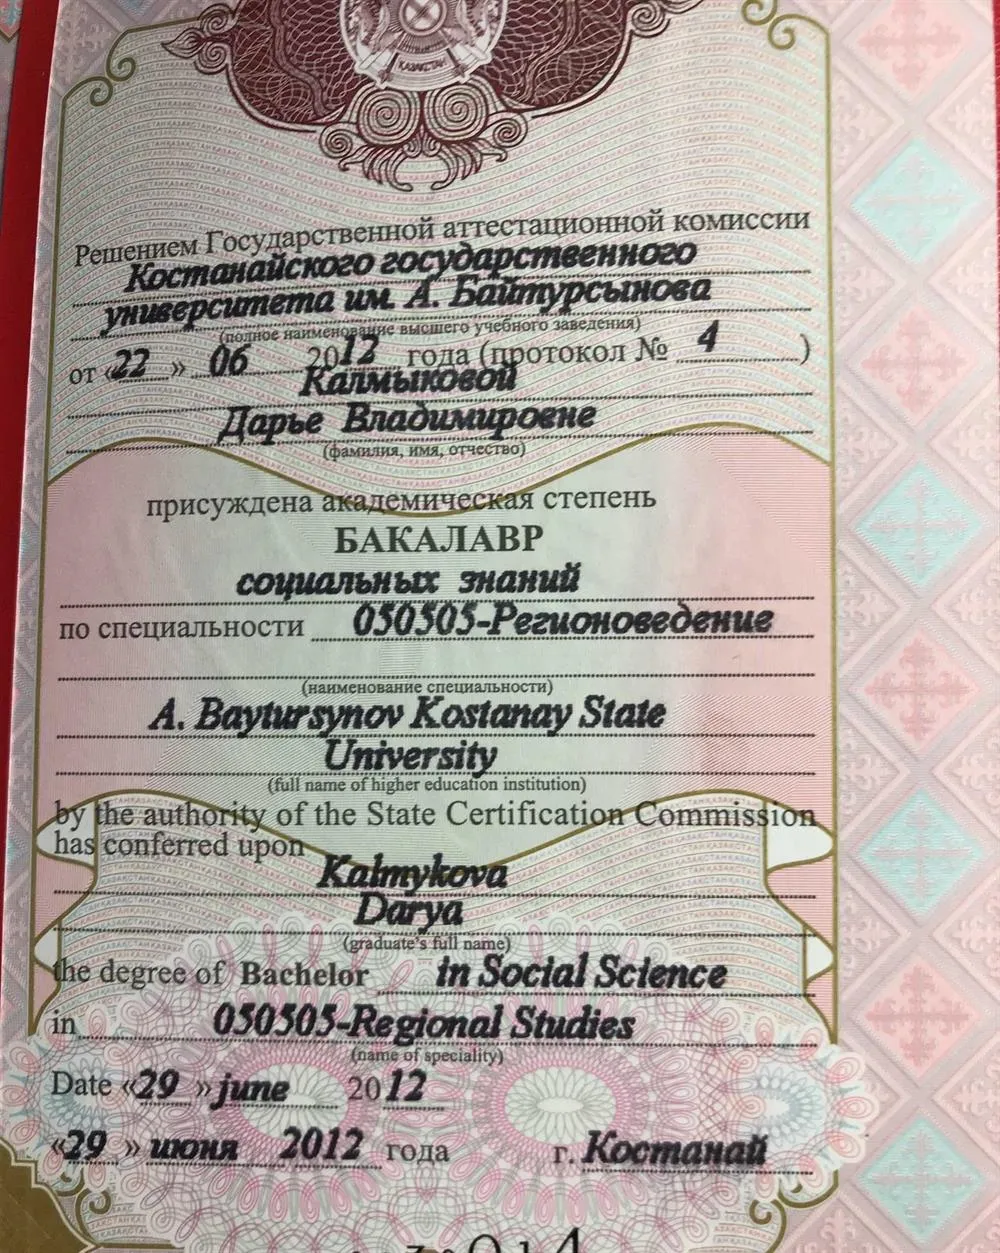 ҚАЗАҚСТАН
Решением Государственной аттестационной комиссии
Костанайского государственного
университета им. А. Байтурсынова
(полное наименование высшего учебного заведения)
от «22 » 06 2012 года (протокол № 4 )
Калмыковой
Дарье Владимировне
(фамилия, имя, отчество)
присуждена академическая степень
БАКАЛАВР
социальных знаний
по специальности 050505-Регионоведение
(наименование специальности)
A. Baytursynov Kostanay State
University
(full name of higher education institution)
by the authority of the State Certification Commission
has conferred upon
Kalmykova
Darya
(graduate's full name)
the degree of Bachelor in Social Science
in 050505-Regional Studies
(name of speciality)
Date «29 » june 2012
«29 » июня 2012 года г. Костанай